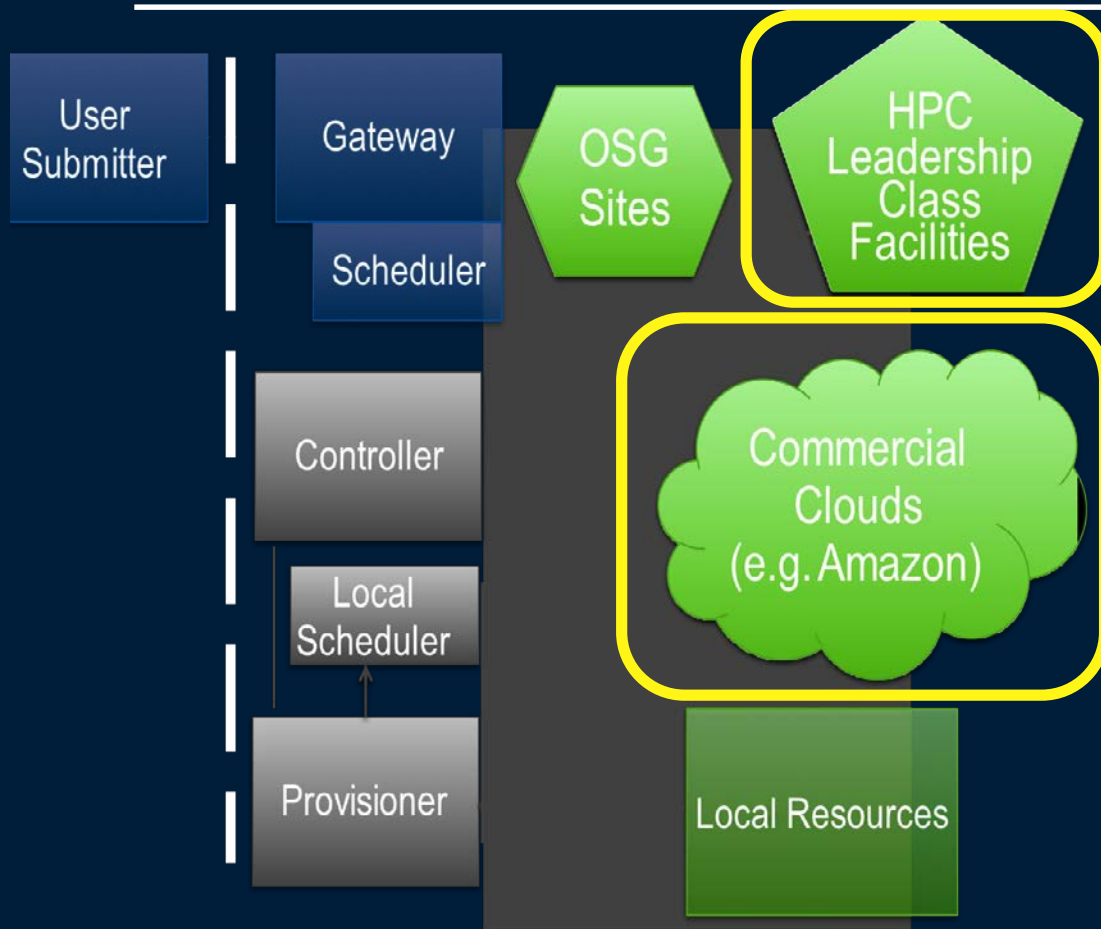 User
Submitter
Gateway
Scheduler
OSG
Sites
HPC
Leadership
Class
Facilities
Controller
Commercial
Clouds
(e.g. Amazon)
Local
Scheduler
Provisioner
Local Resources